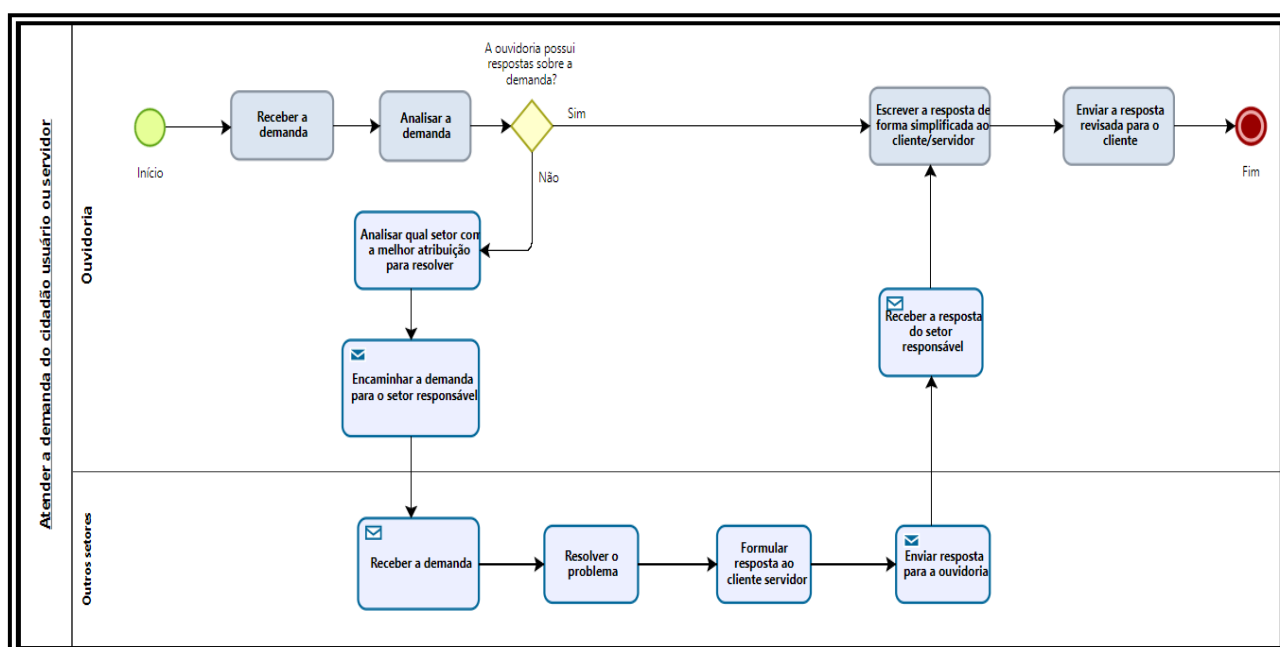 Atender a demanda do cidadão usuário ou servidor
Ouvidoria
A ouvidoria possui
respostas sobre a
demanda?
Início
Receber a
demanda
Analisar a
demanda
Sim
Não
Escrever a resposta de
forma simplificada ao
cliente/servidor
Enviar a resposta
revisada para o
cliente
Fim
Analisar qual setor com
a melhor atribuição
para resolver
Encaminhar a demanda
para o setor responsável
Receber a resposta
do setor
responsável
Outros setores
Receber a demanda
Resolver o
problema
Formular
resposta ao
cliente servidor
Enviar resposta
para a ouvidoria